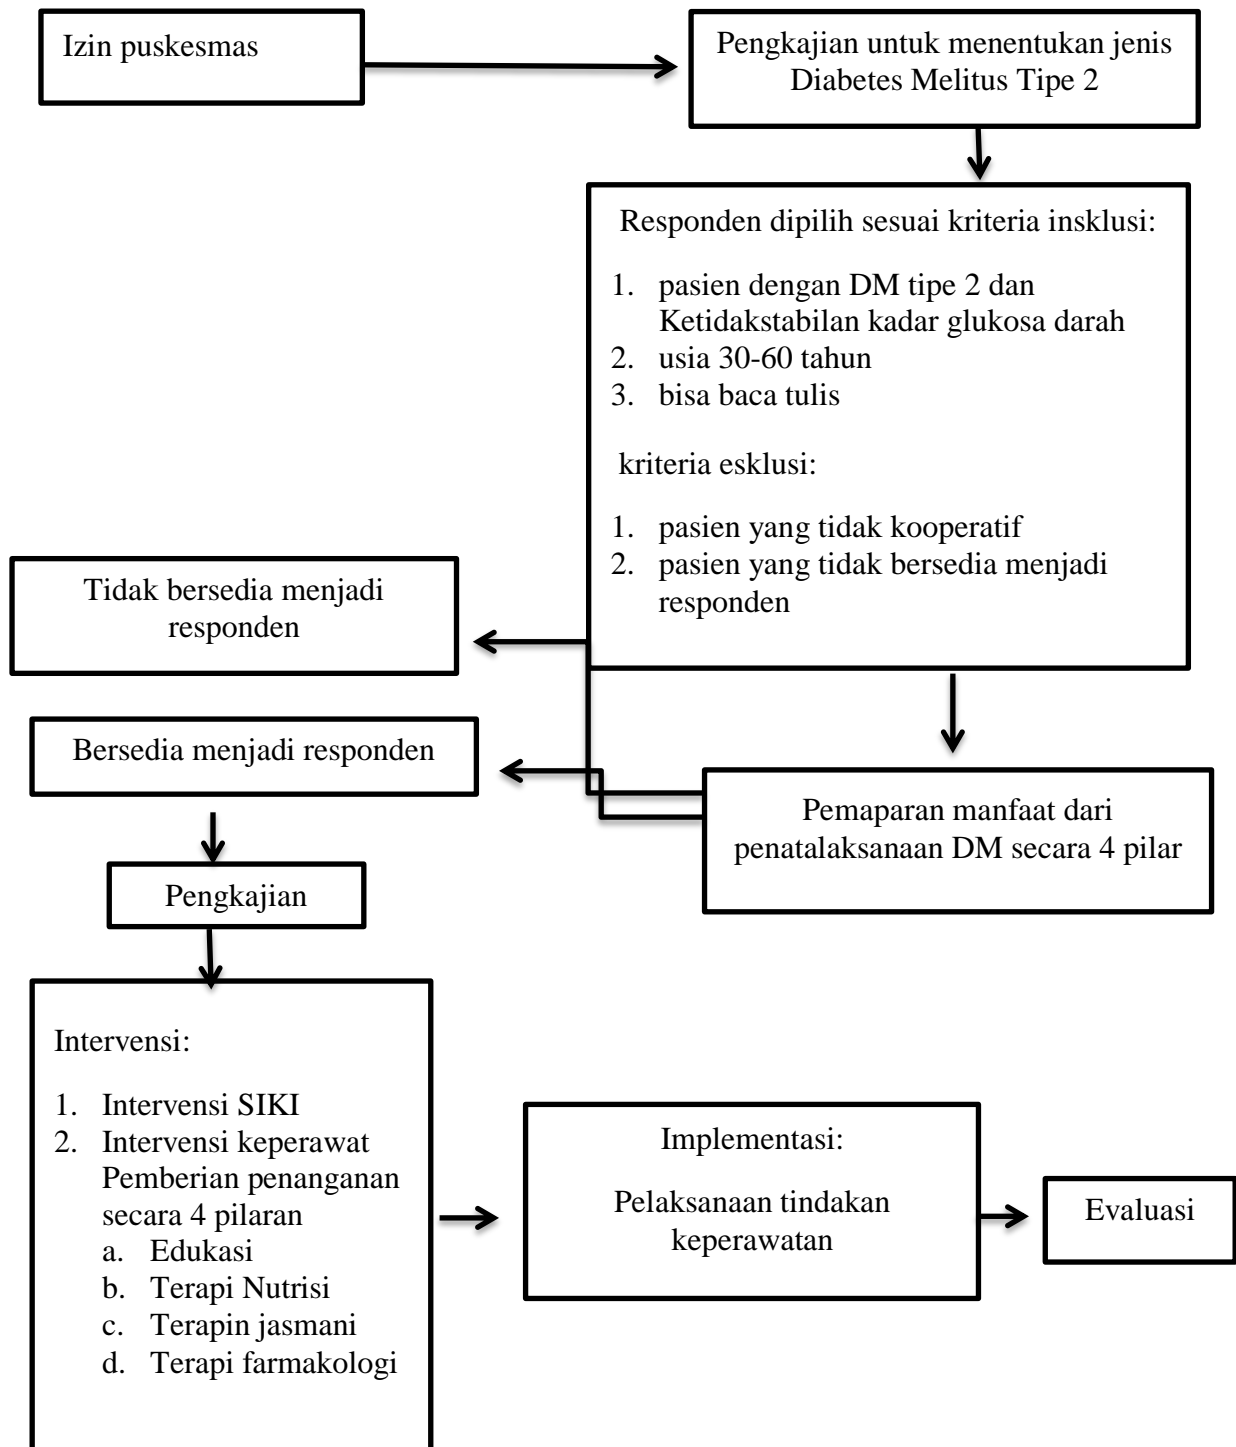 Izin puskesmas
Pengkajian untuk menentukan jenis
Diabetes Melitus Tipe 2
Responden dipilih sesuai kriteria insklusi:
1. pasien dengan DM tipe 2 dan
Ketidakstabilan kadar glukosa darah
2. usia 30-60 tahun
3. bisa baca tulis
kriteria esklusi:
1. pasien yang tidak kooperatif
2. pasien yang tidak bersedia menjadi
responden
Tidak bersedia menjadi
responden
Bersedia menjadi responden
Pemaparan manfaat dari
penatalaksanaan DM secara 4 pilar
Pengkajian
Intervensi:
1. Intervensi SIKI
2. Intervensi keperawat
Pemberian penanganan
secara 4 pilaran
a. Edukasi
b. Terapi Nutrisi
c. Terapin jasmani
d. Terapi farmakologi
Implementasi:
Pelaksanaan tindakan
keperawatan
Evaluasi